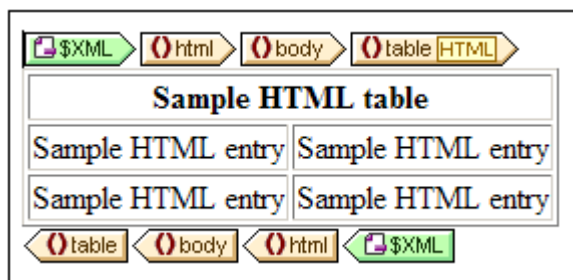 $XML ()html ()body ()table HTML
Sample HTML table
Sample HTML entry Sample HTML entry
Sample HTML entry Sample HTML entry
()table ()body ()html $XML